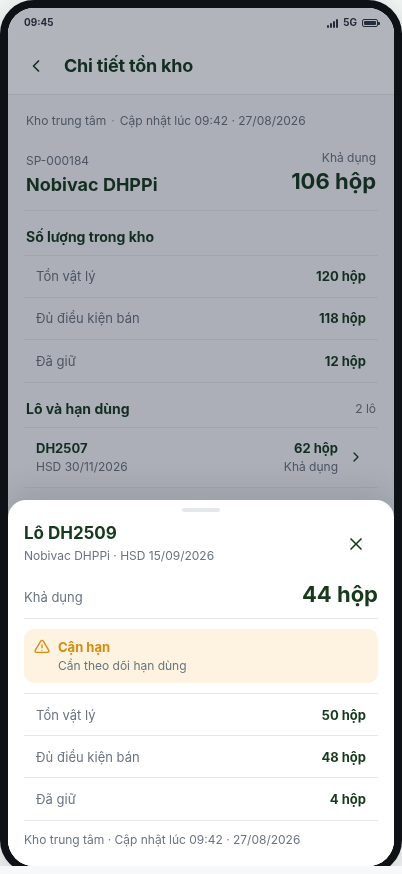 09:45
5G
Chi tiết tồn kho
Kho trung tâm · Cập nhật lúc 09:42 · 27/08/2026
SP-000184
Khả dụng
Nobivac DHPPi
106 hộp
Số lượng trong kho
Tồn vật lý
120 hộp
Đủ điều kiện bán
118 hộp
Đã giữ
12 hộp
Lô và hạn dùng
2 lô
DH2507
62 hộp
HSD 30/11/2026
Khả dụng
Lô DH2509
Nobivac DHPPi · HSD 15/09/2026
Khả dụng
44 hộp
Cận hạn
Cần theo dõi hạn dùng
Tồn vật lý
50 hộp
Đủ điều kiện bán
48 hộp
Đã giữ
4 hộp
Kho trung tâm · Cập nhật lúc 09:42 · 27/08/2026